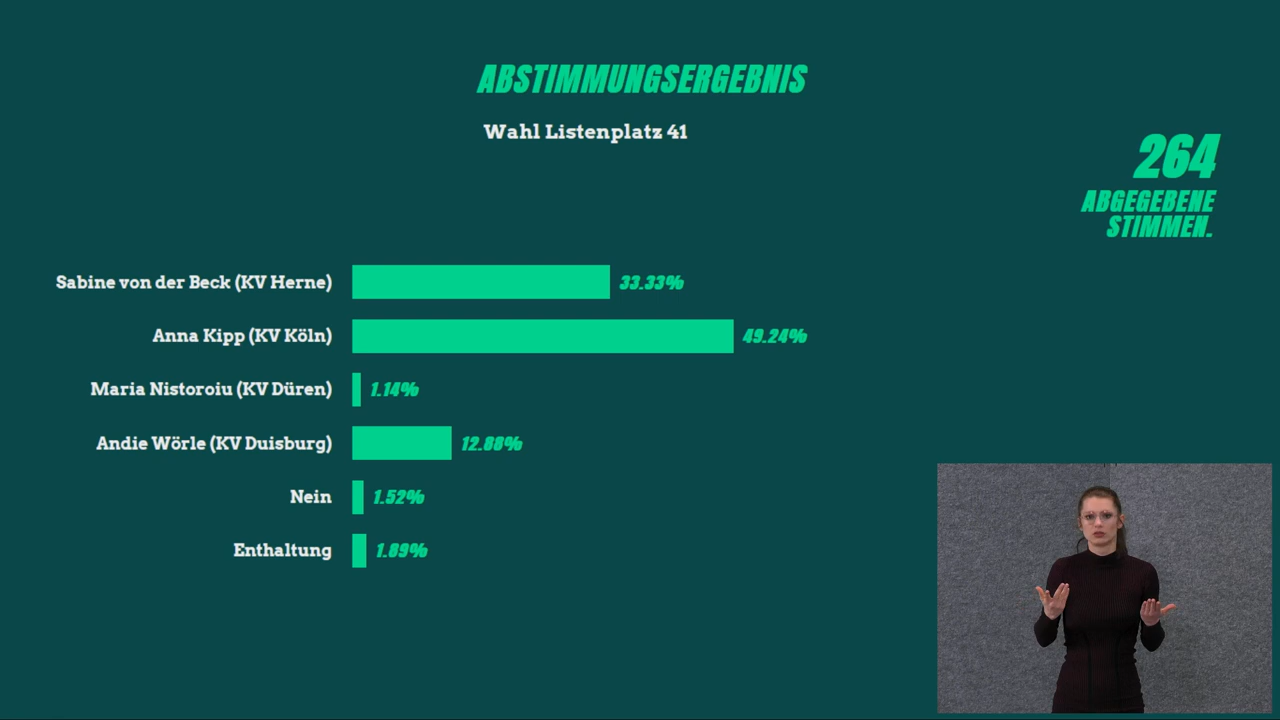 ABSTIMMUNGSERGEBNIS
Wahl Listenplatz 41
264
ABGEGEBENE
STIMMEN.
Sabine von der Beck (KV Herne) 33.33%
Anna Kipp (KV Köln) 49.24%
Maria Nistoroiu (KV Düren) 1.14%
Andie Wörle (KV Duisburg) 12.88%
Nein 1.52%
Enthaltung 1.89%